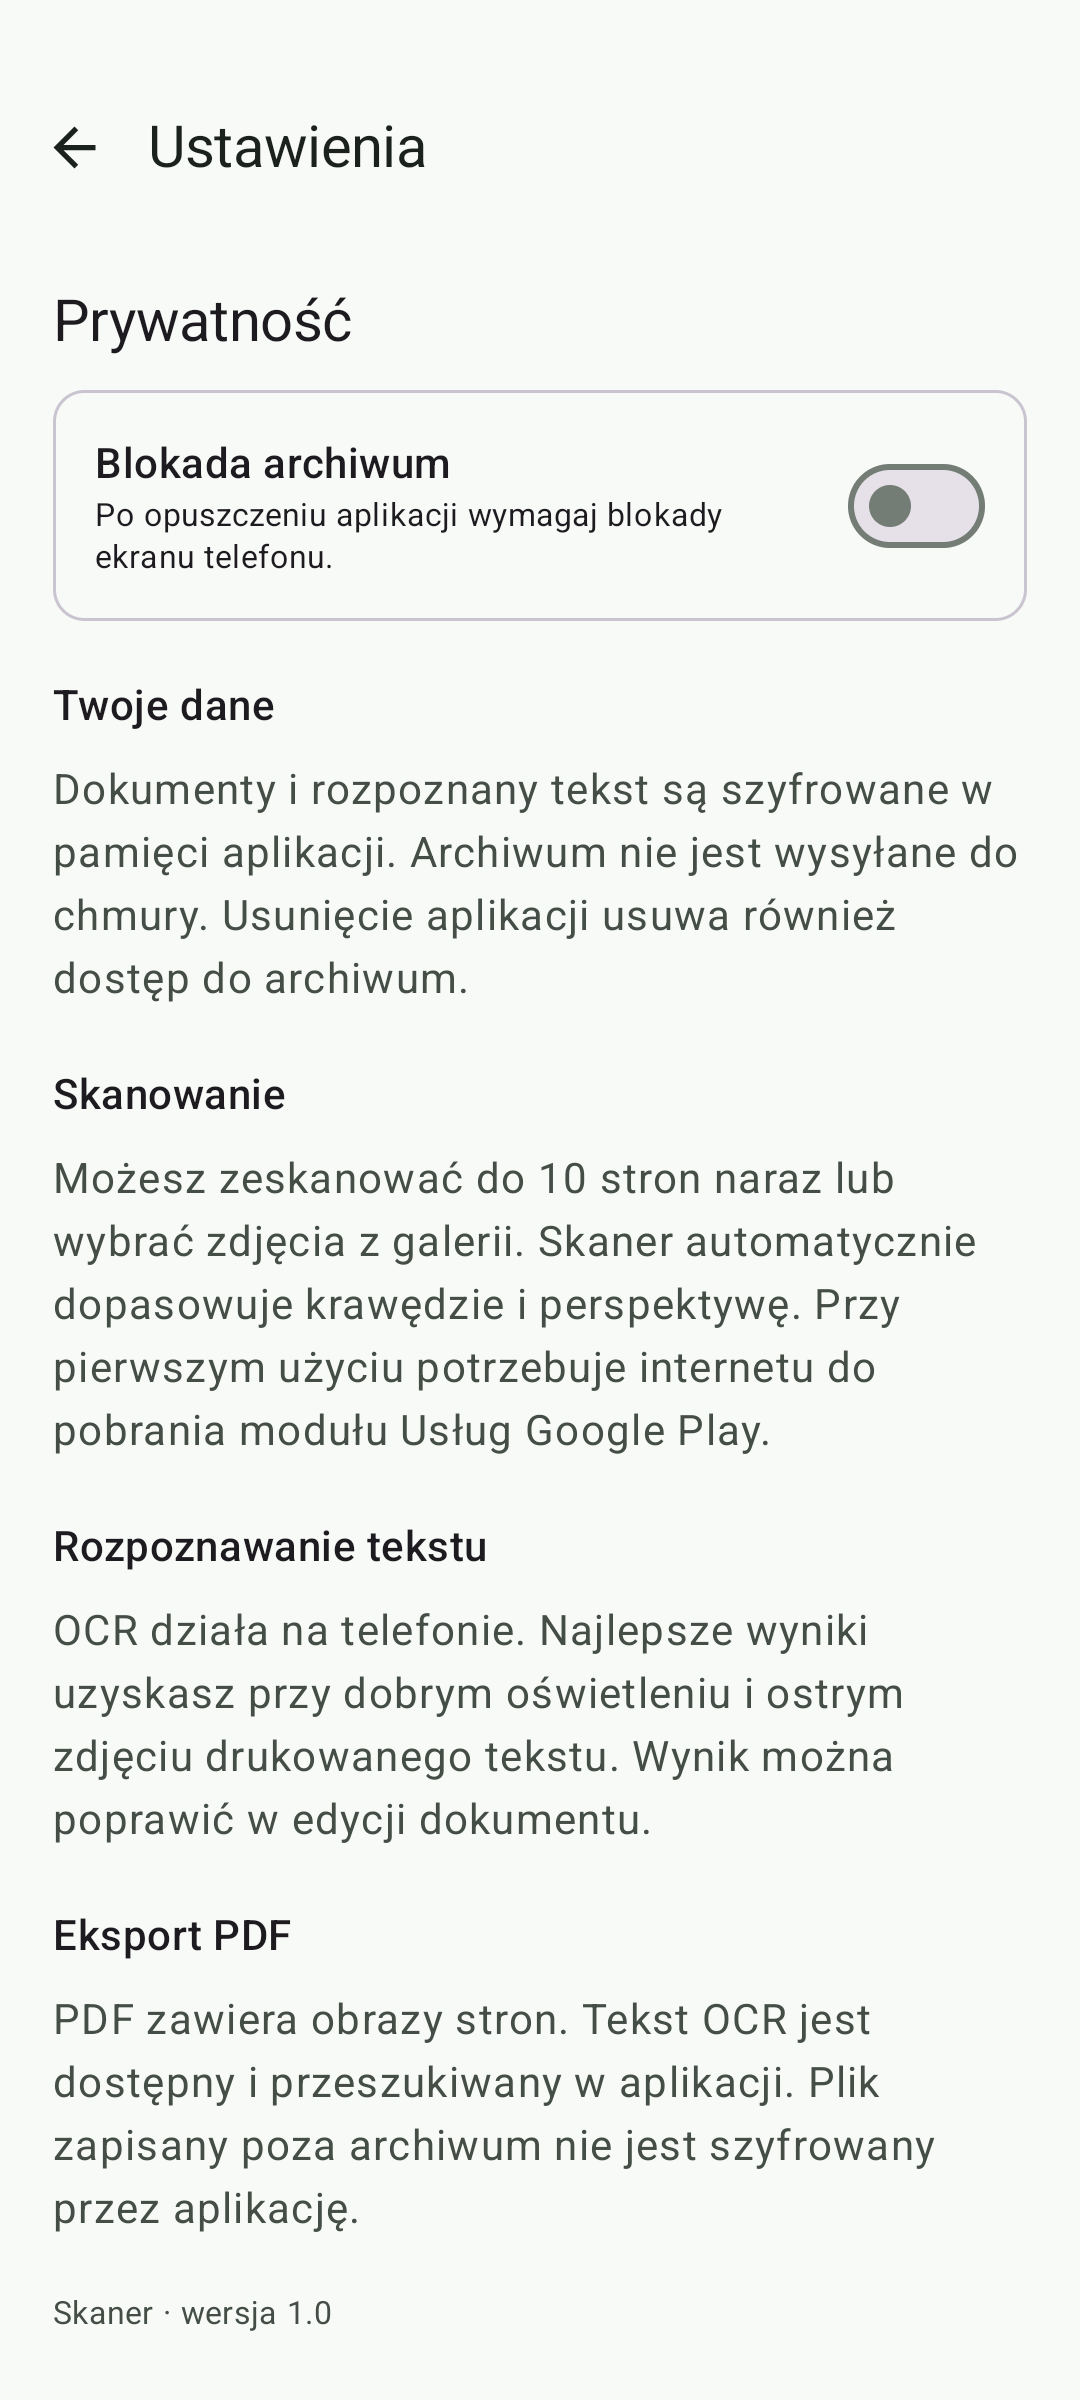 Ustawienia
Prywatność
Blokada archiwum
Po opuszczeniu aplikacji wymagaj blokady
ekranu telefonu.
Twoje dane
Dokumenty i rozpoznany tekst są szyfrowane w
pamięci aplikacji. Archiwum nie jest wysyłane do
chmury. Usunięcie aplikacji usuwa również
dostęp do archiwum.
Skanowanie
Możesz zeskanować do 10 stron naraz lub
wybrać zdjęcia z galerii. Skaner automatycznie
dopasowuje krawędzie i perspektywę. Przy
pierwszym użyciu potrzebuje internetu do
pobrania modułu Usług Google Play.
Rozpoznawanie tekstu
OCR działa na telefonie. Najlepsze wyniki
uzyskasz przy dobrym oświetleniu i ostrym
zdjęciu drukowanego tekstu. Wynik można
poprawić w edycji dokumentu.
Eksport PDF
PDF zawiera obrazy stron. Tekst OCR jest
dostępny i przeszukiwany w aplikacji. Plik
zapisany poza archiwum nie jest szyfrowany
przez aplikację.
Skaner · wersja 1.0